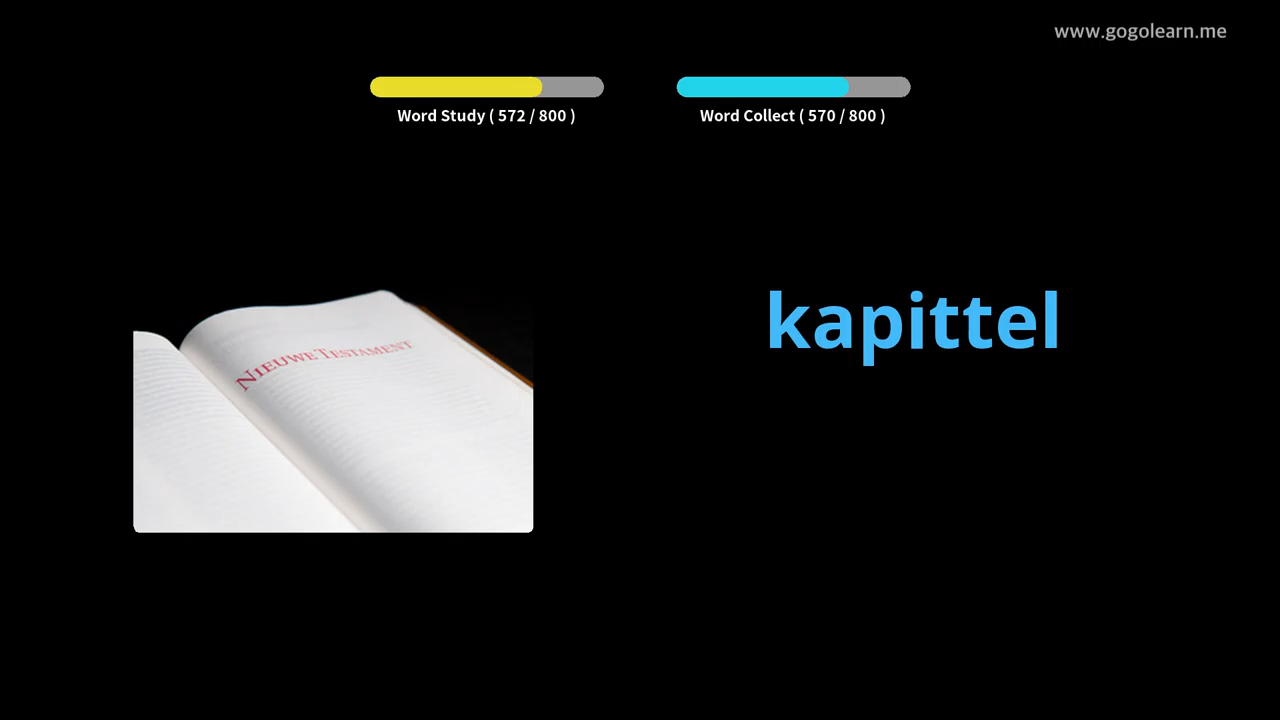 www.gogolearn.me
Word Study ( 572 / 800 )
Word Collect ( 570 / 800 )
NIEUWE TESTAMENT
kapittel